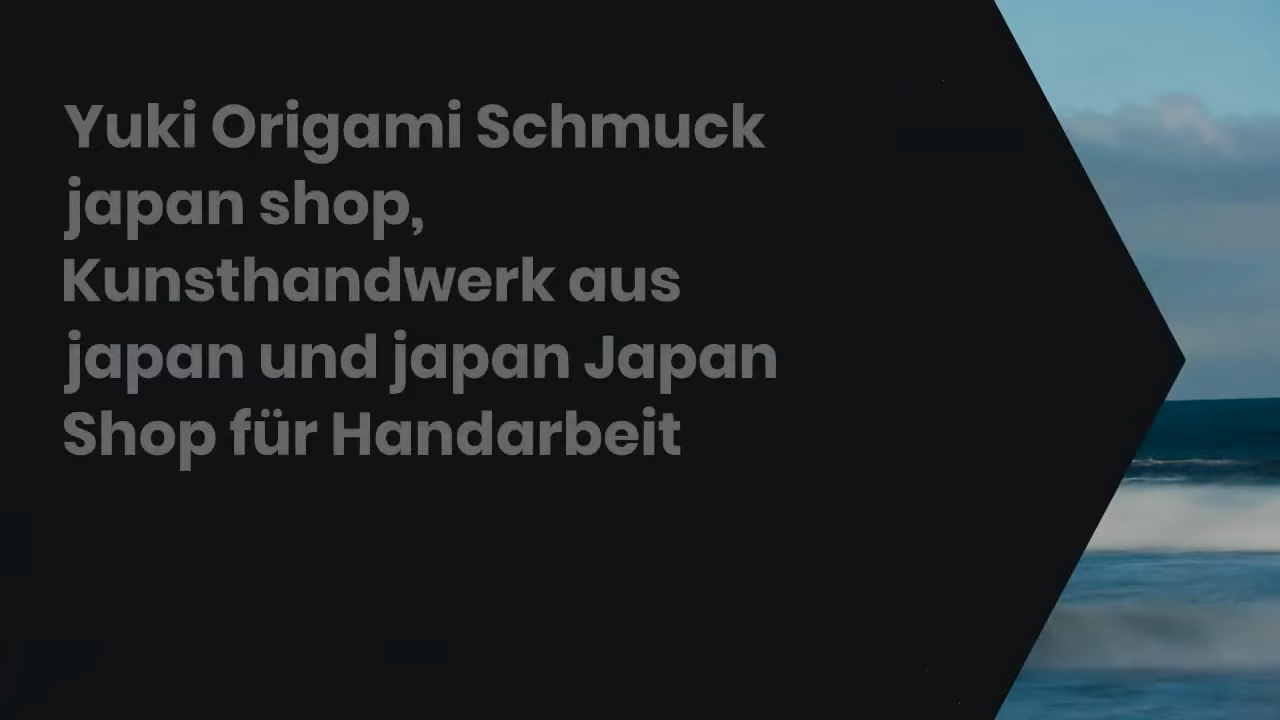 Yuki Origami Schmuck
japan shop,
Kunsthandwerk aus
japan und japan Japan
Shop für Handarbeit